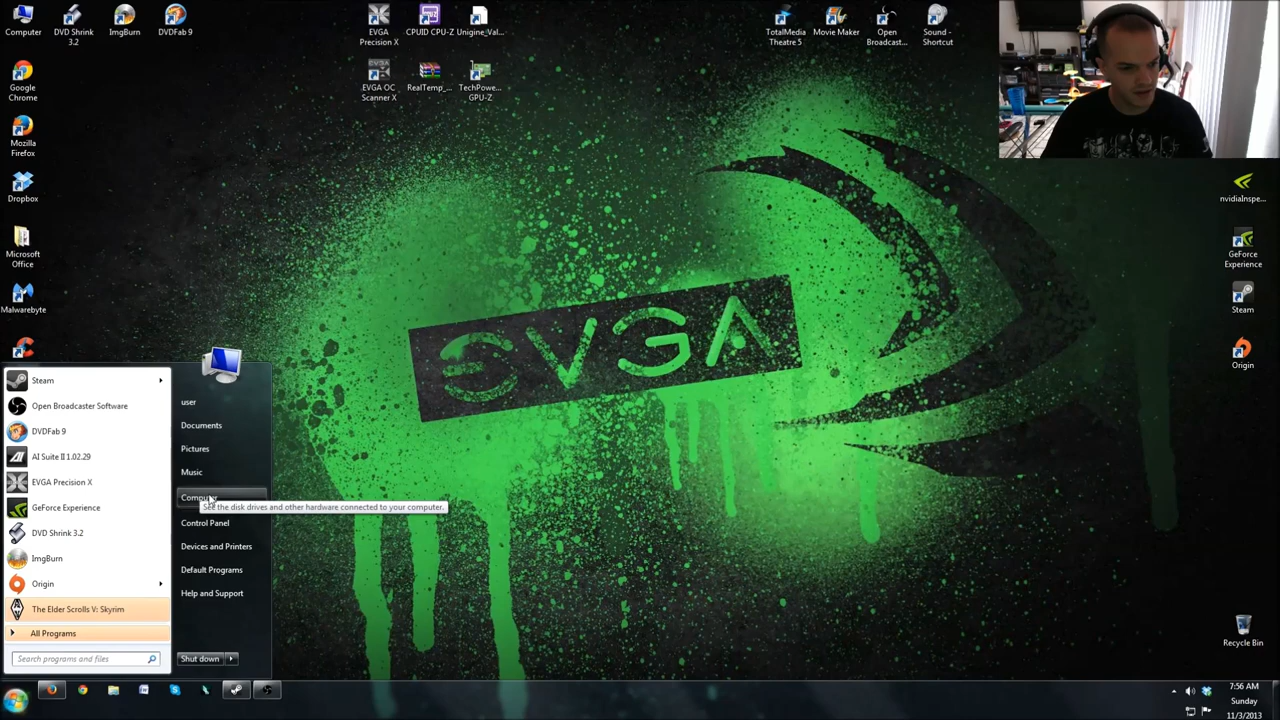 Computer
DVD Shrink
3.2
ImgBurn
DVDFab 9
EVGA
Precision X
CPUID CPU-Z
Unigine_Val...
TotalMedia
Theatre 5
Movie Maker
Open
Broadcast...
Sound -
Shortcut
Google
Chrome
EVGA OC
Scanner X
RealTemp_...
TechPowe...
GPU-Z
Mozilla
Firefox
Dropbox
nvidiaInspe...
Microsoft
Office
GeForce
Experience
Malwarebyte
Steam
Origin
EVGA
Steam
Open Broadcaster Software
DVDFab 9
AI Suite II 1.02.29
EVGA Precision X
GeForce Experience
DVD Shrink 3.2
ImgBurn
Origin
The Elder Scrolls V: Skyrim
All Programs
Search programs and files
user
Documents
Pictures
Music
Computer
See the disk drives and other hardware connected to your computer.
Control Panel
Devices and Printers
Default Programs
Help and Support
Shut down
Recycle Bin
7:56 AM
Sunday
11/3/2013